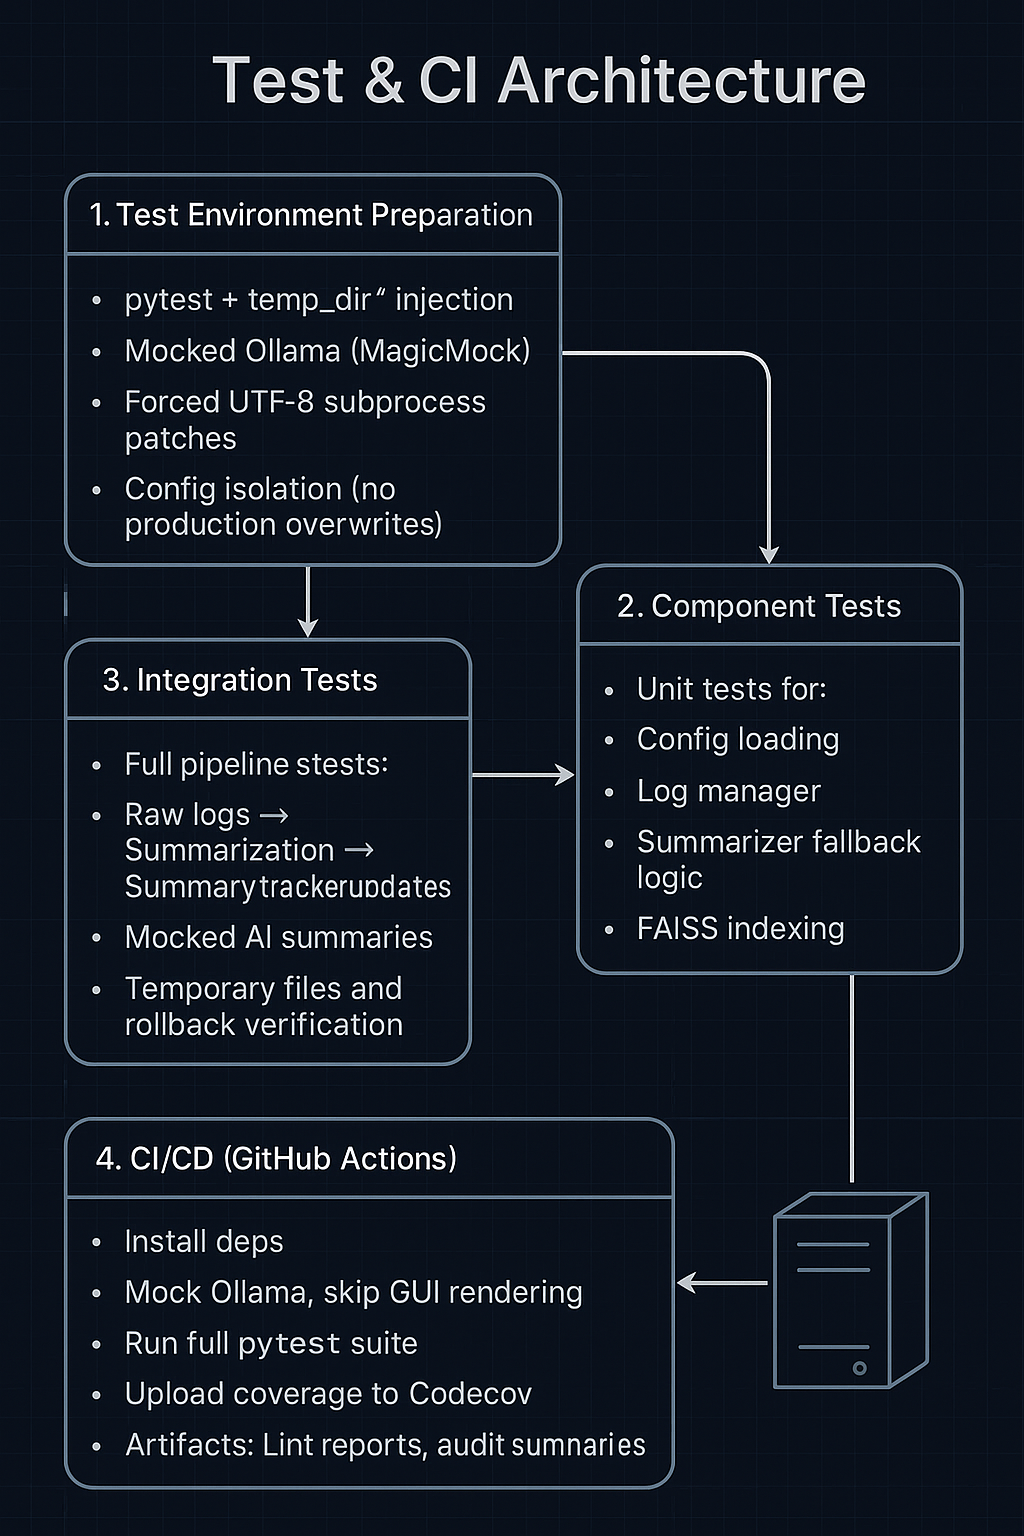 Test & CI Architecture
1. Test Environment Preparation
• pytest + temp_dir“ injection
• Mocked Ollama (MagicMock)
• Forced UTF-8 subprocess
patches
• Config isolation (no
production overwrites)
2. Component Tests
• Unit tests for:
• Config loading
• Log manager
• Summarizer fallback
logic
• FAISS indexing
3. Integration Tests
• Full pipeline stests:
• Raw logs →
Summarization →
Summary trackerupdates
• Mocked AI summaries
• Temporary files and
rollback verification
4. CI/CD (GitHub Actions)
• Install deps
• Mock Ollama, skip GUI rendering
• Run full pytest suite
• Upload coverage to Codecov
• Artifacts: Lint reports, audit sumnaries